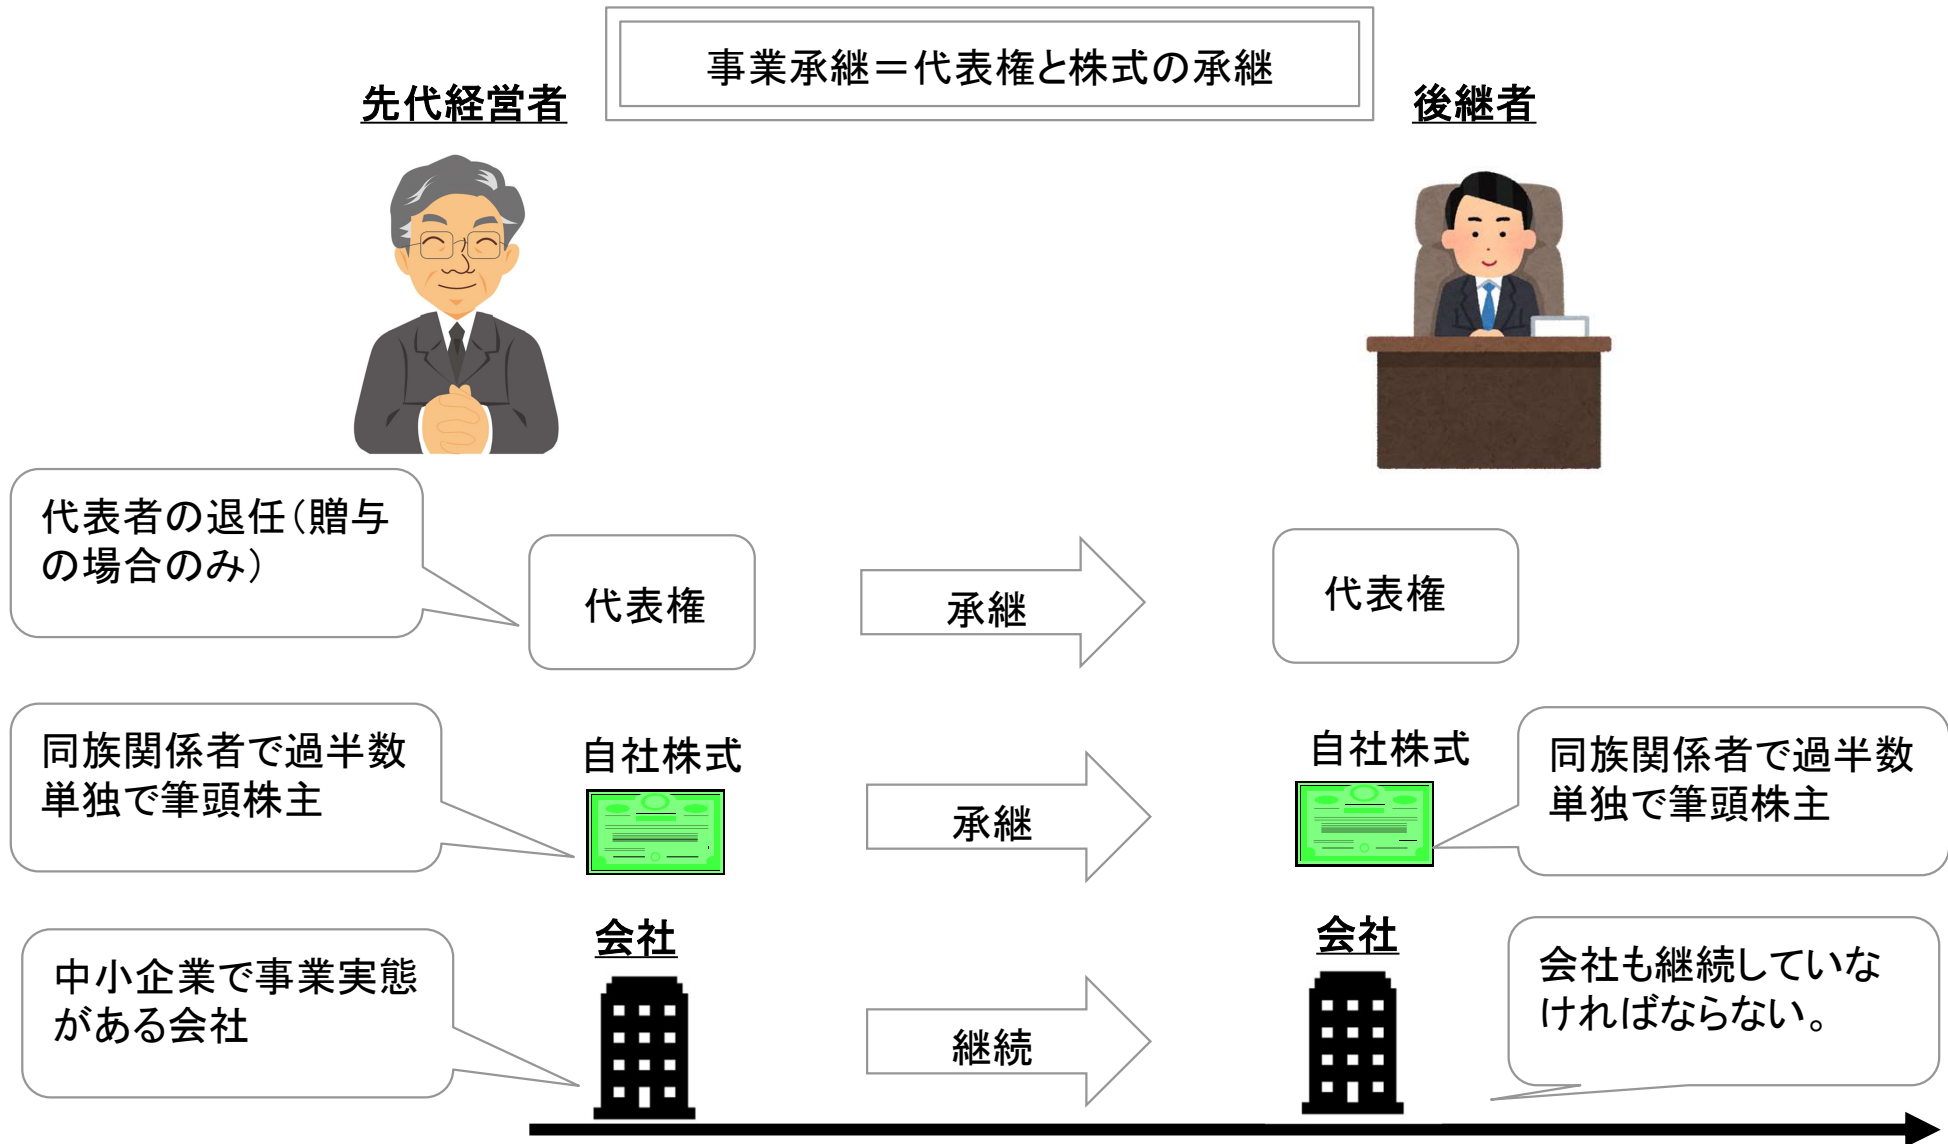 事業承継＝代表権と株式の承継
先代経営者
後継者
代表者の退任（贈与
の場合のみ）
代表権
承継
代表権
同族関係者で過半数
単独で筆頭株主
自社株式
承継
自社株式
同族関係者で過半数
単独で筆頭株主
中小企業で事業実態
がある会社
会社
継続
会社
会社も継続していな
ければならない。